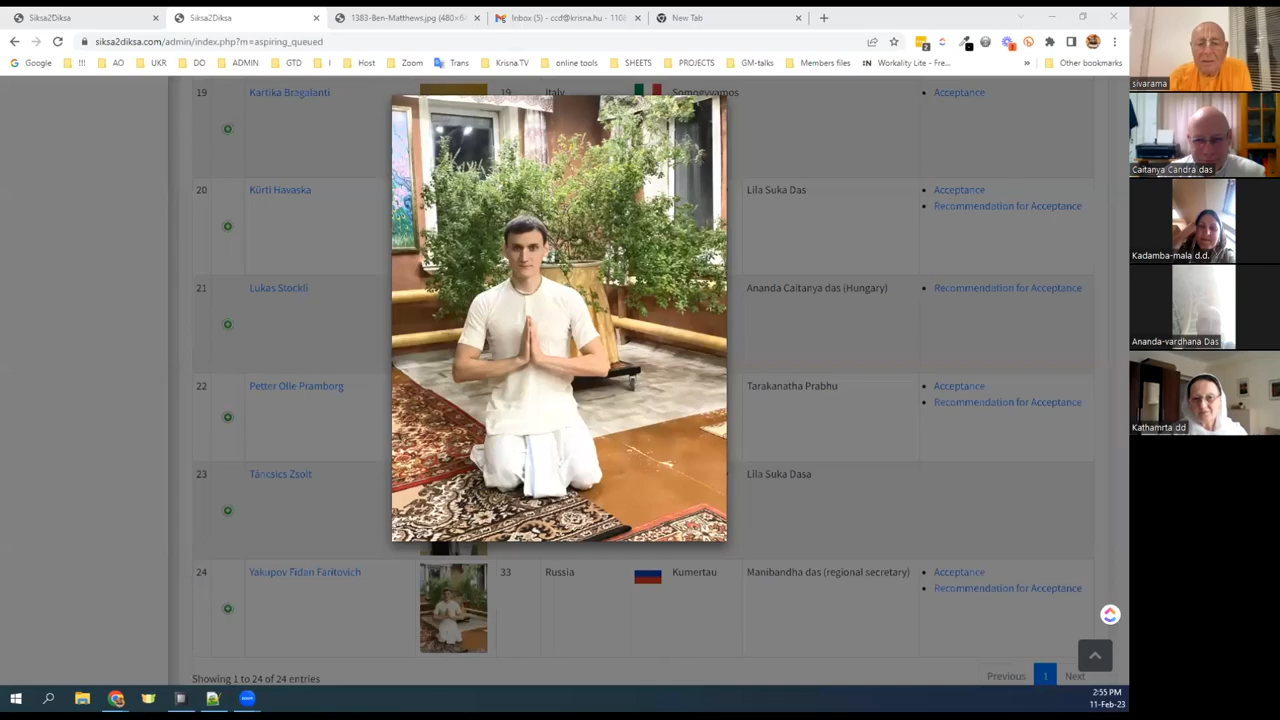 Siksa2Diksa
Siksa2Diksa
1383-Ben-Matthews.jpg (480×6
Inbox (5) - ccd@krisna.hu - 1108
New Tab
siksa2diksa.com/admin/index.php?m=aspiring_queued
Google !!! AO UKR DO ADMIN GTD I Host Zoom Trans Krisna.TV online tools SHEETS PROJECTS GM-talks Members files Workality Lite - Fre... » Other bookmarks
19 Kartika Bragalanti 19 Italy Somogyvamos Acceptance
20 Kürti Havaska Lila Suka Das Acceptance
Recommendation for Acceptance
21 Lukas Stockli Ananda Caitanya das (Hungary) Recommendation for Acceptance
22 Petter Olle Pramborg Tarakanatha Prabhu Acceptance
Recommendation for Acceptance
23 Táncsics Zsolt Lila Suka Dasa
24 Yakupov Fidan Faritovich 33 Russia Kumertau Manibandha das (regional secretary) Acceptance
Recommendation for Acceptance
Showing 1 to 24 of 24 entries
Previous 1 Next
2:55 PM
11-Feb-23
sivarama
Caitanya Candra das
Kadamba-mala d.d.
Ananda-vardhana Das
Kathamrta dd